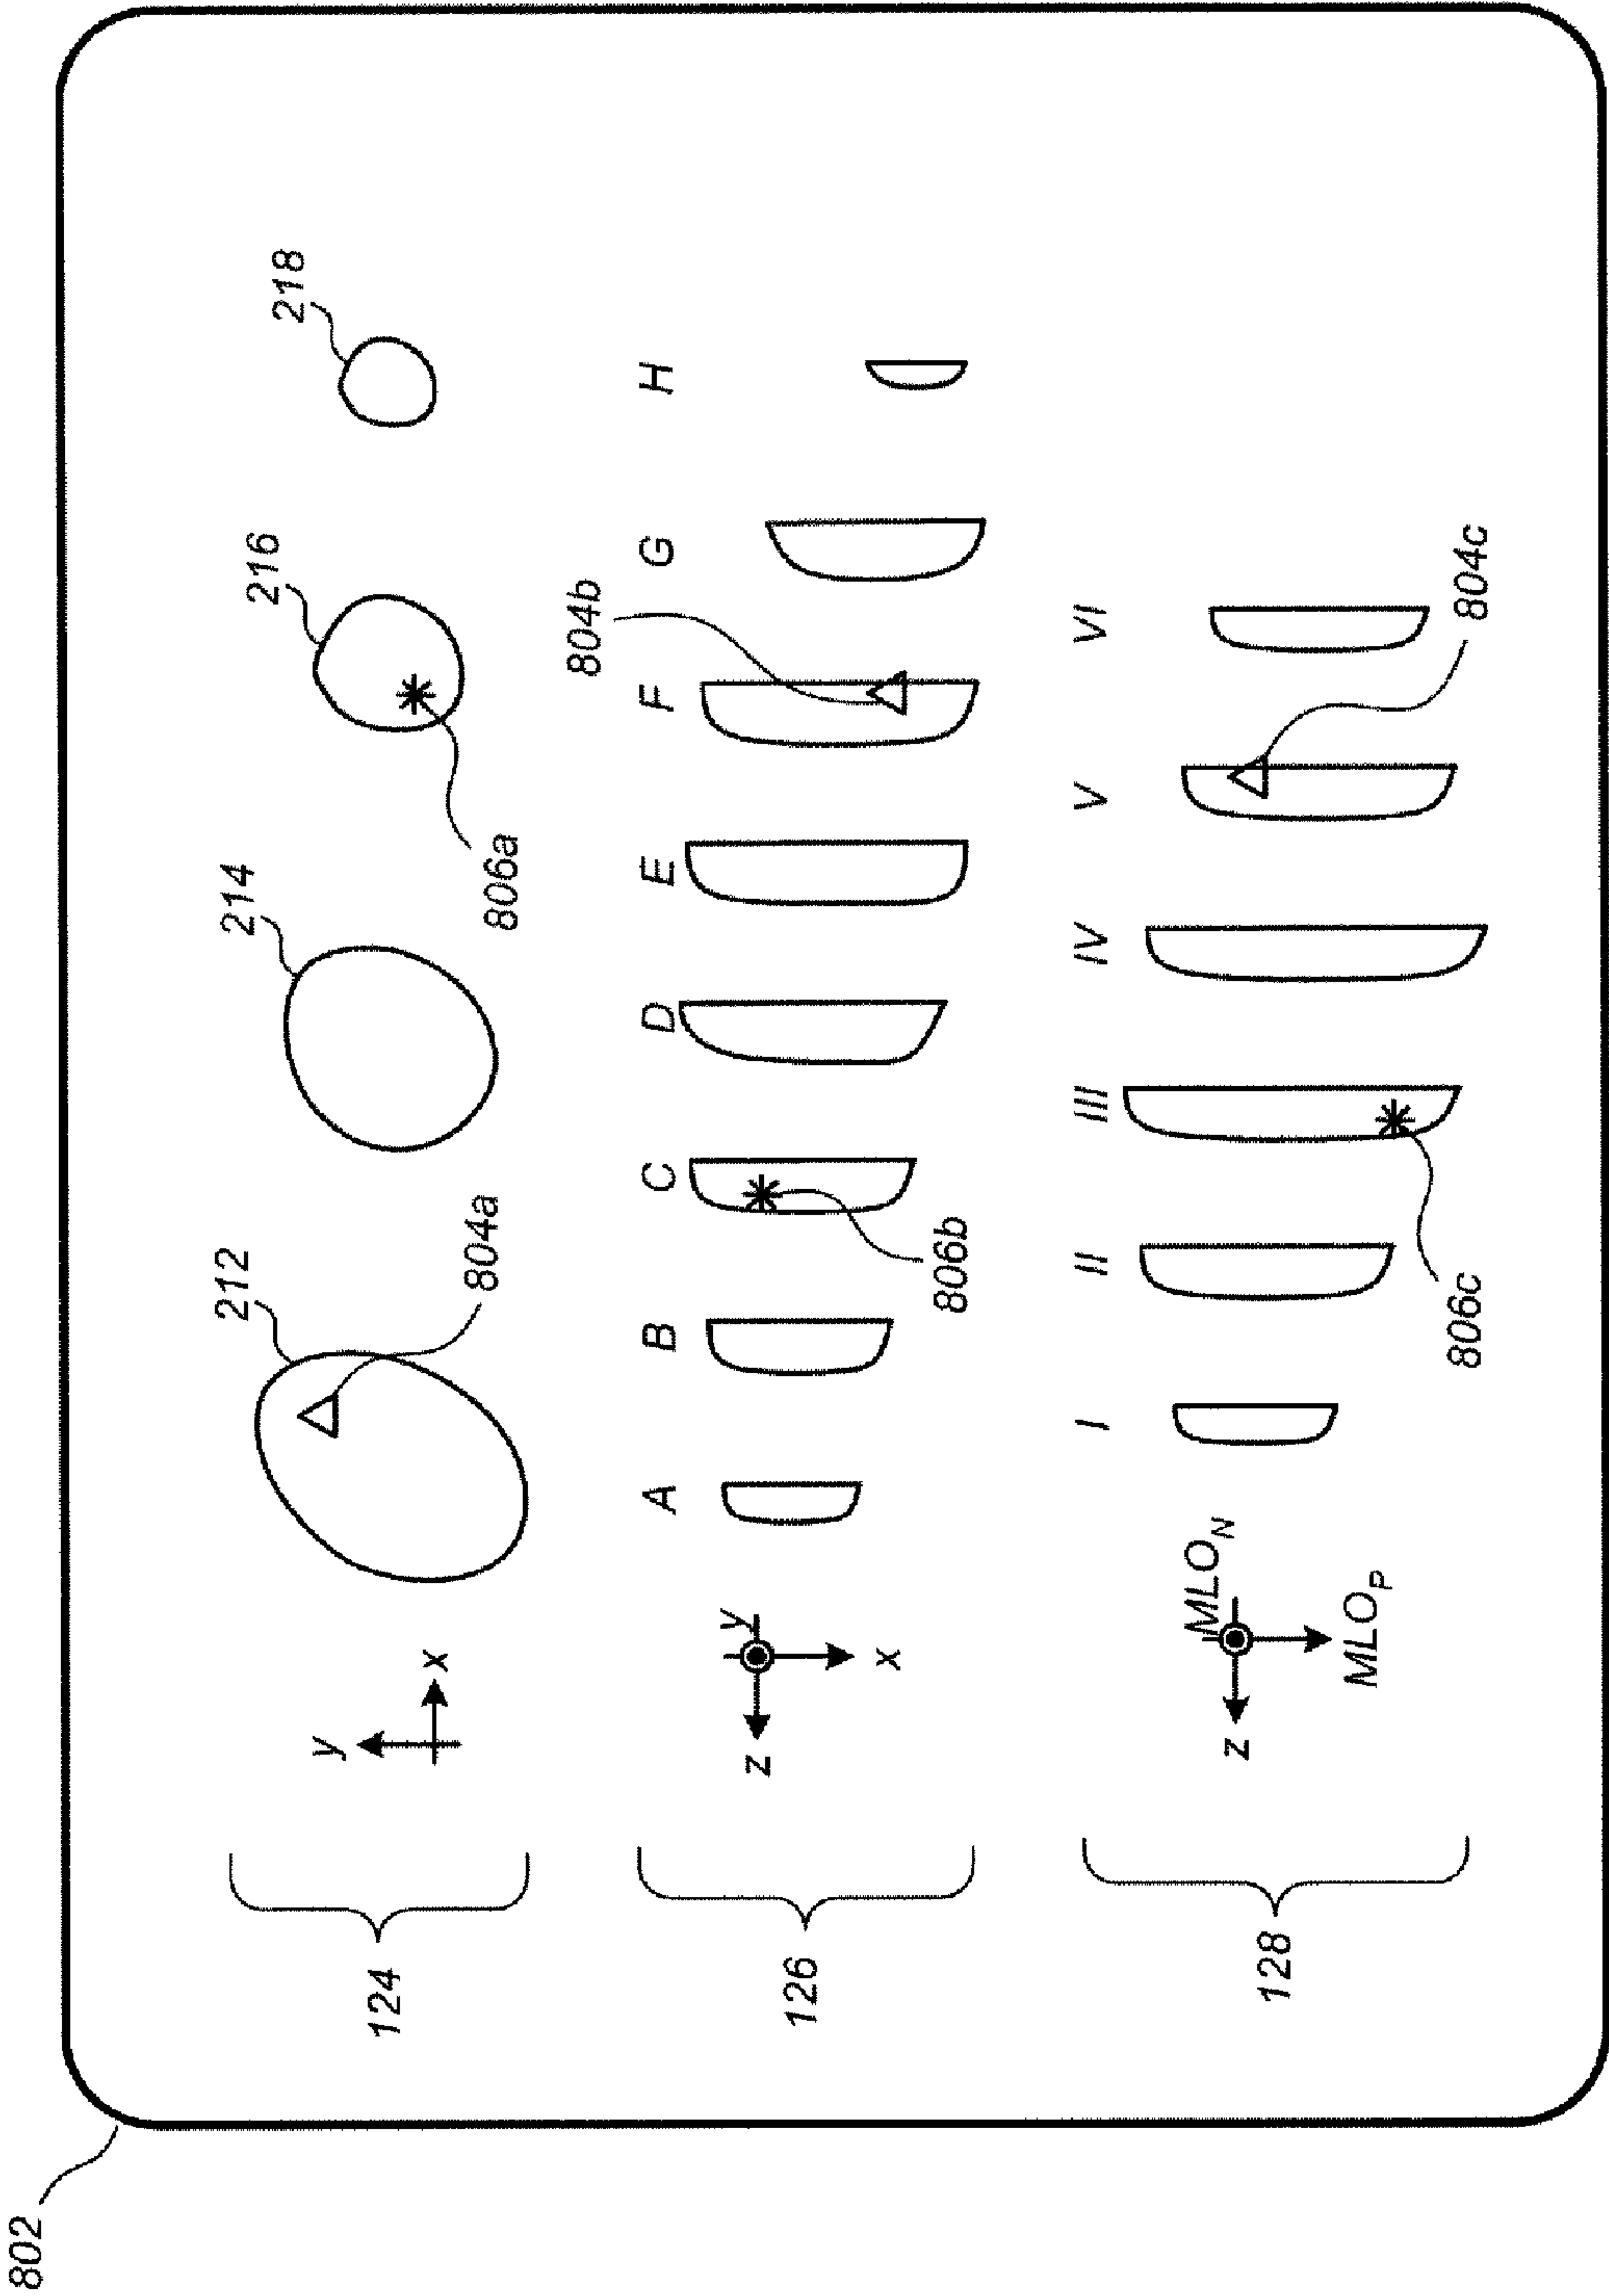 802
124
y
x
212
804a
214
216
806a
218
126
z
y
x
A
B
C
D
E
F
G
H
806b
804b
128
z
MLO_N
MLO_P
I
II
III
IV
V
VI
806c
804c